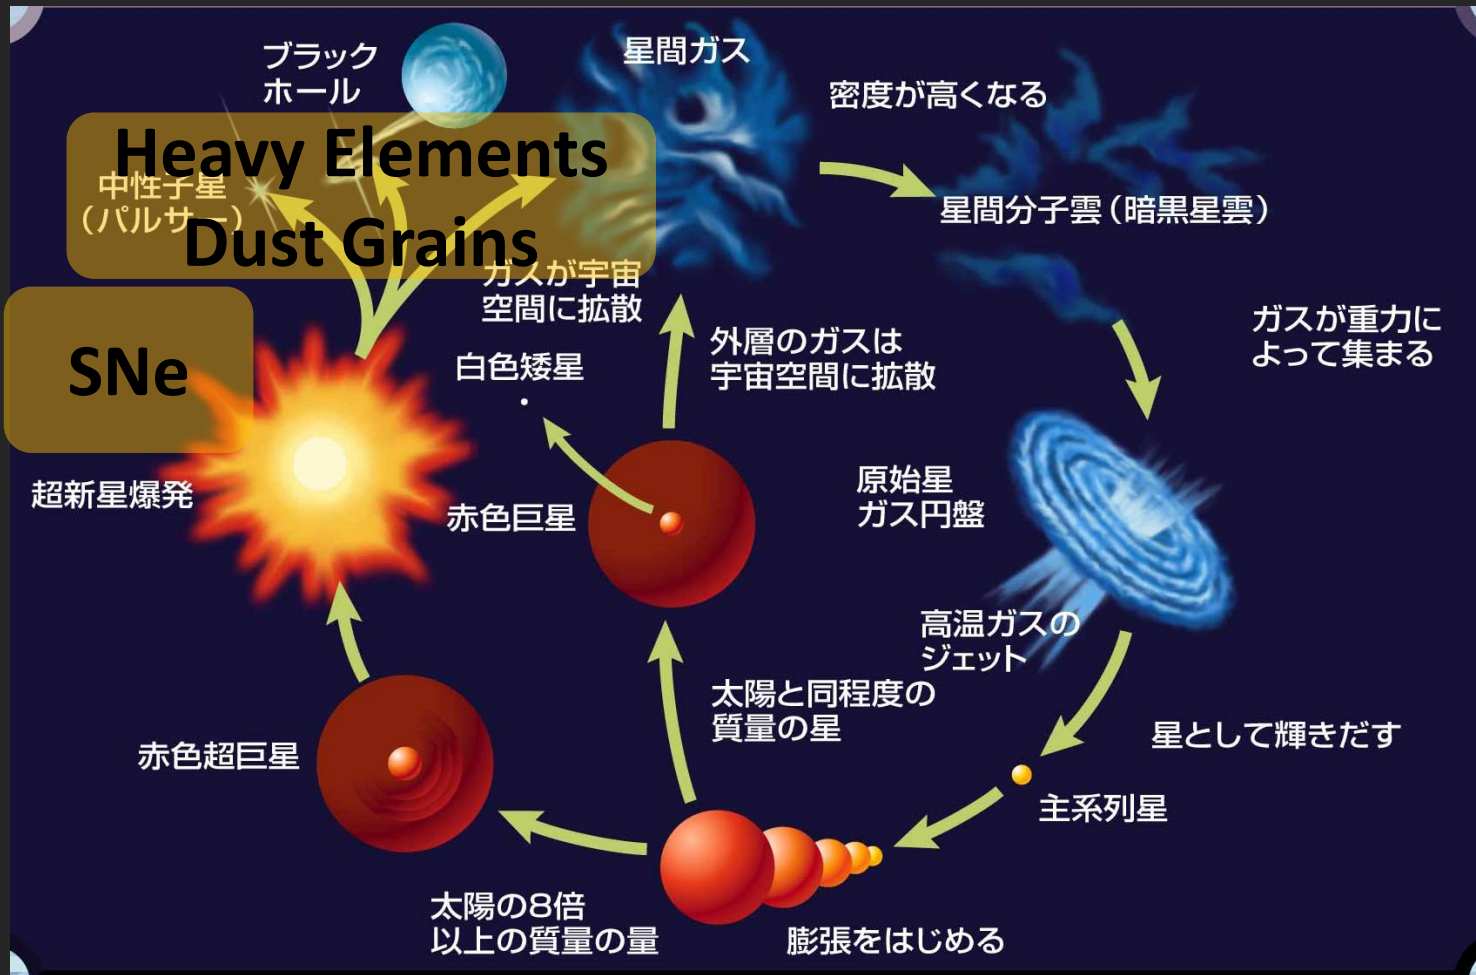 ブラック
ホール
星間ガス
密度が高くなる
Heavy Elements
Dust Grains
中性子星
（パルサー）
星間分子雲（暗黒星雲）
ガスが宇宙
空間に拡散
SNe
外層のガスは
宇宙空間に拡散
ガスが重力に
よって集まる
白色矮星
超新星爆発
赤色巨星
原始星
ガス円盤
高温ガスの
ジェット
太陽と同程度の
質量の星
赤色超巨星
星として輝きだす
主系列星
太陽の8倍
以上の質量の量
膨張をはじめる